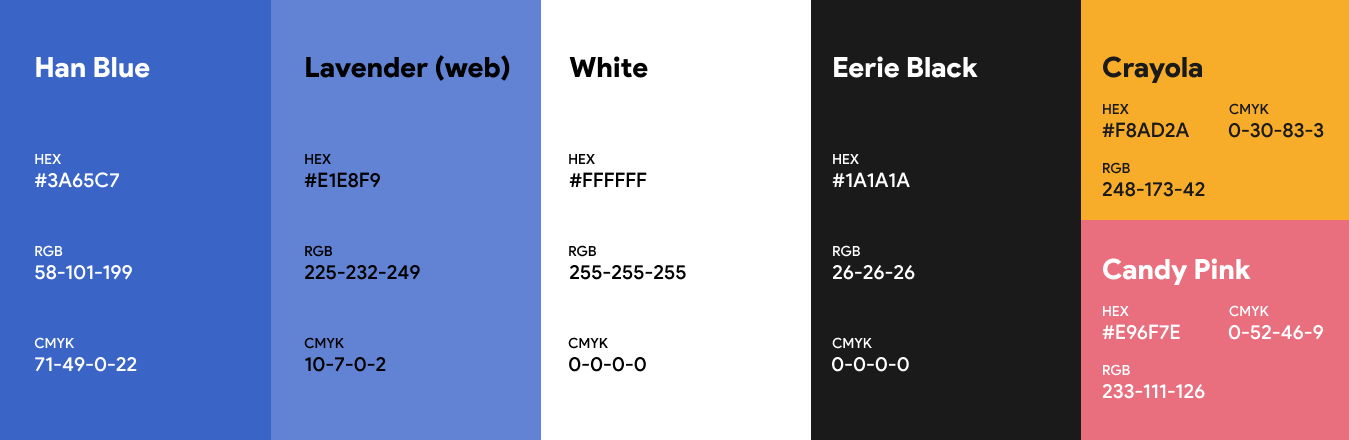 Han Blue
HEX
#3A65C7
RGB
58-101-199
CMYK
71-49-0-22
Lavender (web)
HEX
#E1E8F9
RGB
225-232-249
CMYK
10-7-0-2
White
HEX
#FFFFFF
RGB
255-255-255
CMYK
0-0-0-0
Eerie Black
HEX
#1A1A1A
RGB
26-26-26
CMYK
0-0-0-0
Crayola
HEX
#F8AD2A
CMYK
0-30-83-3
RGB
248-173-42
Candy Pink
HEX
#E96F7E
CMYK
0-52-46-9
RGB
233-111-126